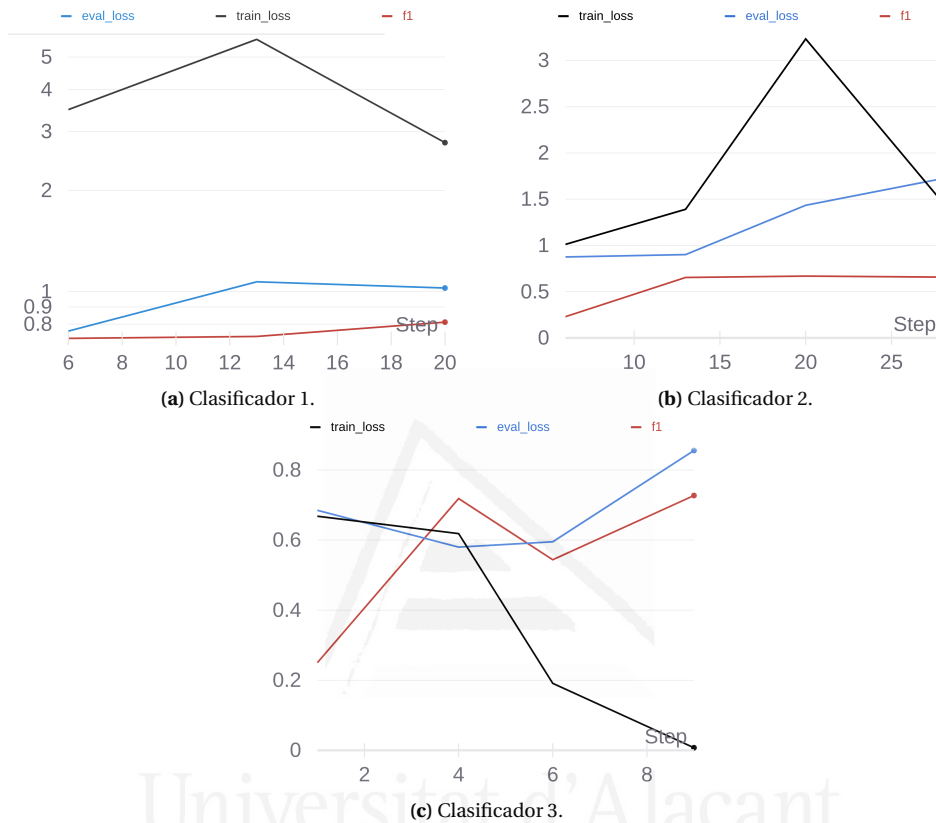 eval_loss train_loss f1
5
4
3
2
1
0.9
0.8
Step
6 8 10 12 14 16 18 20
(a) Clasificador 1.
train_loss eval_loss f1
3
2.5
2
1.5
1
0.5
0
Step
10 15 20 25
(b) Clasificador 2.
train_loss eval_loss f1
0.8
0.6
0.4
0.2
0
Step
2 4 6 8
Universitat d'Alacant
(c) Clasificador 3.